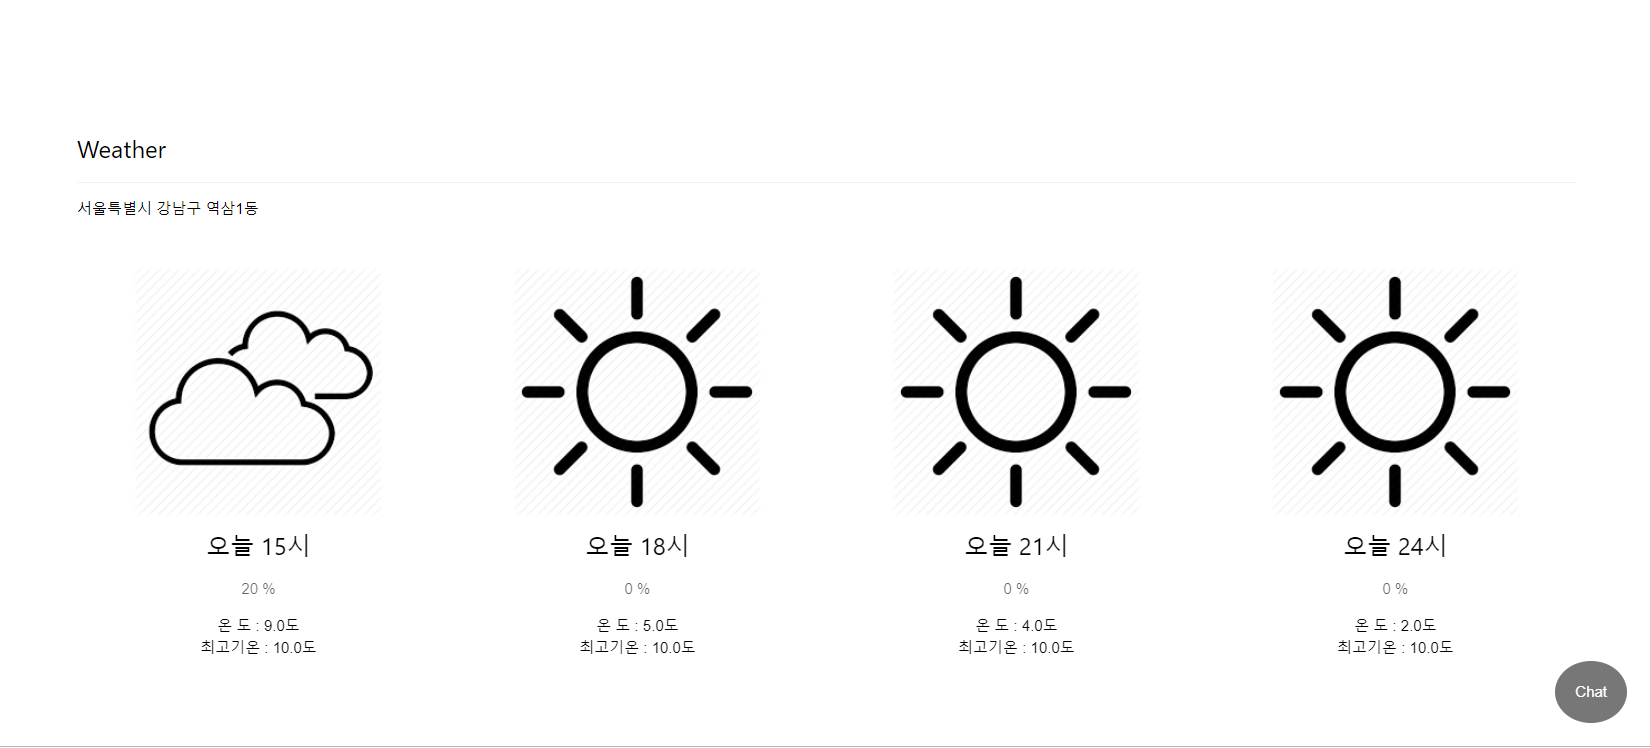 Weather
서울특별시 강남구 역삼1동
오늘 15시
20 %
온 도 : 9.0도
최고기온 : 10.0도
오늘 18시
0 %
온 도 : 5.0도
최고기온 : 10.0도
오늘 21시
0 %
온 도 : 4.0도
최고기온 : 10.0도
오늘 24시
0 %
온 도 : 2.0도
최고기온 : 10.0도
Chat